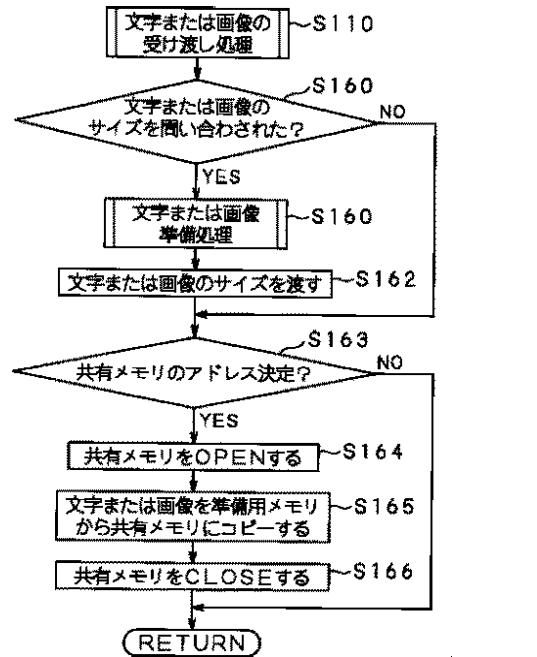 文字または画像の
受け渡し処理
S110
S160
文字または画像の
サイズを問い合わされた？
NO
YES
文字または画像
準備処理
S160
文字または画像のサイズを渡す
S162
S163
共有メモリのアドレス決定？
NO
YES
共有メモリをOPENする
S164
文字または画像を準備用メモリ
から共有メモリにコピーする
S165
共有メモリをCLOSEする
S166
RETURN